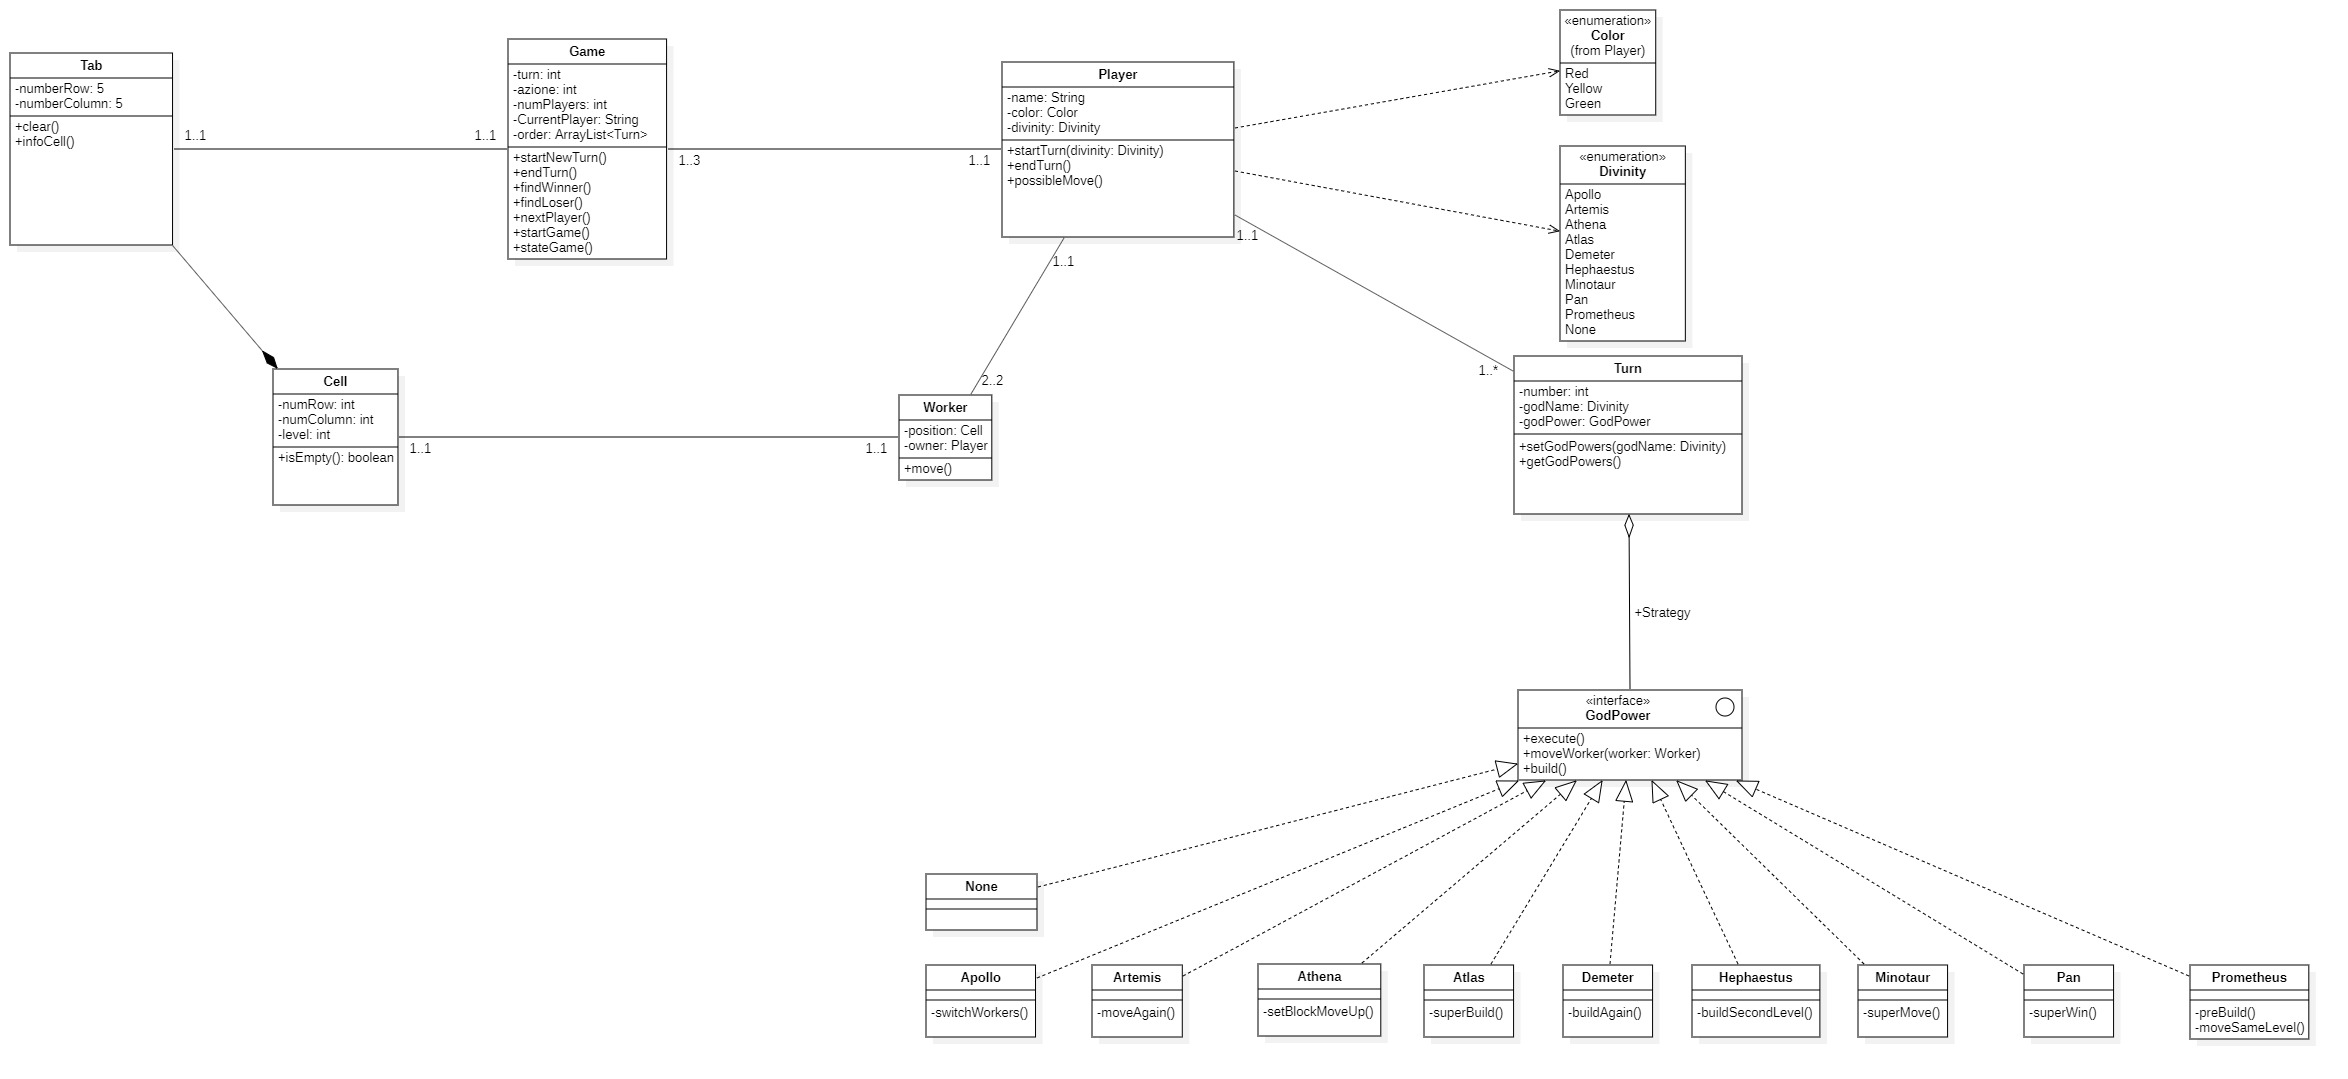 Tab
-numberRow: 5
-numberColumn: 5
+clear()
+infoCell()
1..1
1..1
Game
-turn: int
-azione: int
-numPlayers: int
-CurrentPlayer: String
-order: ArrayList<Turn>
+startNewTurn()
+endTurn()
+findWinner()
+findLoser()
+nextPlayer()
+startGame()
+stateGame()
1..3
1..1
Player
-name: String
-color: Color
-divinity: Divinity
+startTurn(divinity: Divinity)
+endTurn()
+possibleMove()
1..1
1..1
«enumeration»
Color
(from Player)
Red
Yellow
Green
«enumeration»
Divinity
Apollo
Artemis
Athena
Atlas
Demeter
Hephaestus
Minotaur
Pan
Prometheus
None
Cell
-numRow: int
-numColumn: int
-level: int
+isEmpty(): boolean
1..1
1..1
2..2
Worker
-position: Cell
-owner: Player
+move()
1..*
Turn
-number: int
-godName: Divinity
-godPower: GodPower
+setGodPowers(godName: Divinity)
+getGodPowers()
+Strategy
«interface»
GodPower
+execute()
+moveWorker(worker: Worker)
+build()
None
Apollo
-switchWorkers()
Artemis
-moveAgain()
Athena
-setBlockMoveUp()
Atlas
-superBuild()
Demeter
-buildAgain()
Hephaestus
-buildSecondLevel()
Minotaur
-superMove()
Pan
-superWin()
Prometheus
-preBuild()
-moveSameLevel()